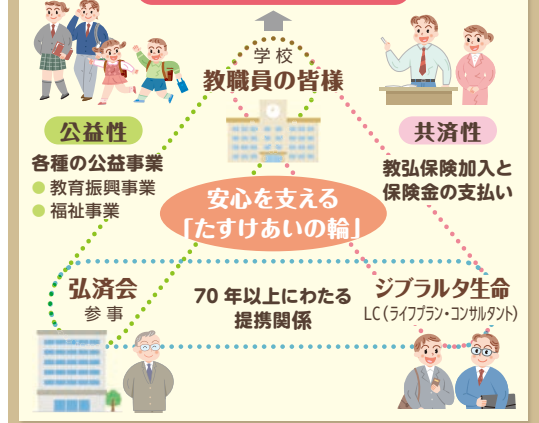 学校
教職員の皆様
公益性
共済性
各種の公益事業
● 教育振興事業
● 福祉事業
教弘保険加入と
保険金の支払い
安心を支える
「たすけあいの輪」
弘済会
参事
70年以上にわたる
提携関係
ジブラルタ生命
LC(ライフプラン・コンサルタント)